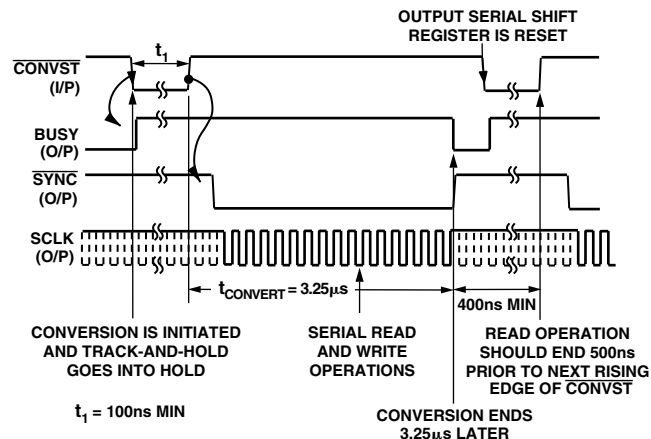 OUTPUT SERIAL SHIFT
REGISTER IS RESET
t1
CONVST
(I/P)
BUSY
(O/P)
SYNC
(O/P)
SCLK
(O/P)
tCONVERT = 3.25μs
400ns MIN
CONVERSION IS INITIATED
AND TRACK-AND-HOLD
GOES INTO HOLD
SERIAL READ
AND WRITE
OPERATIONS
READ OPERATION
SHOULD END 500ns
PRIOR TO NEXT RISING
EDGE OF CONVST
t1 = 100ns MIN
CONVERSION ENDS
3.25μs LATER